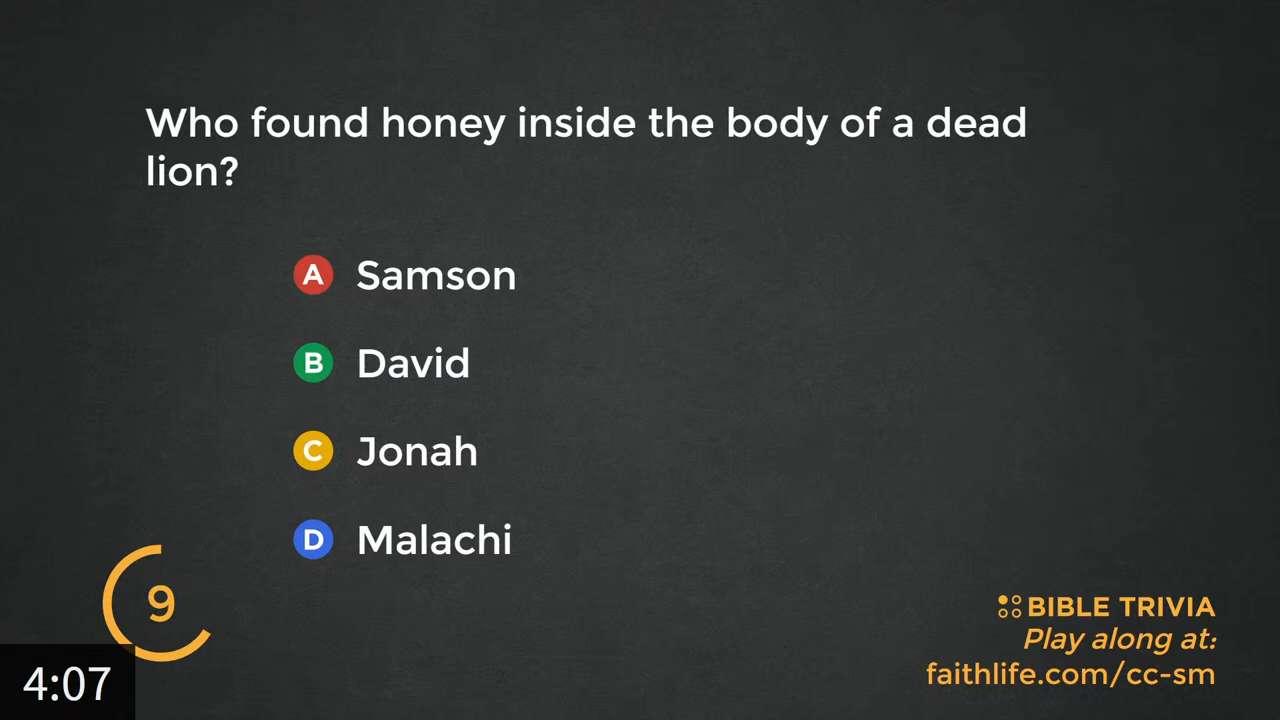 Who found honey inside the body of a dead
lion?
A Samson
B David
C Jonah
D Malachi
9
4:07
BIBLE TRIVIA
Play along at:
faithlife.com/cc-sm